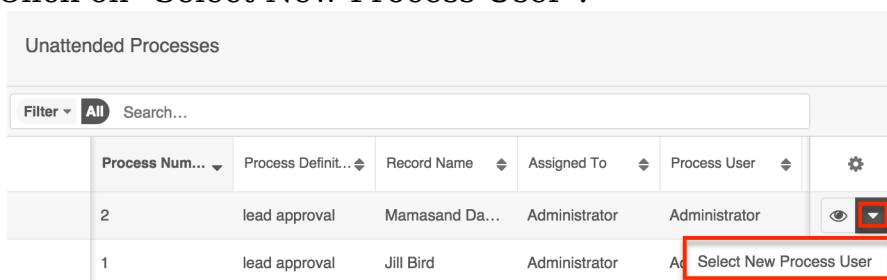 Click on "Select New Process User".
Unattended Processes
Filter All Search...
Process Num... Process Definit... Record Name Assigned To Process User
2 lead approval Mamasand Da... Administrator Administrator
1 lead approval Jill Bird Administrator Ad Select New Process User